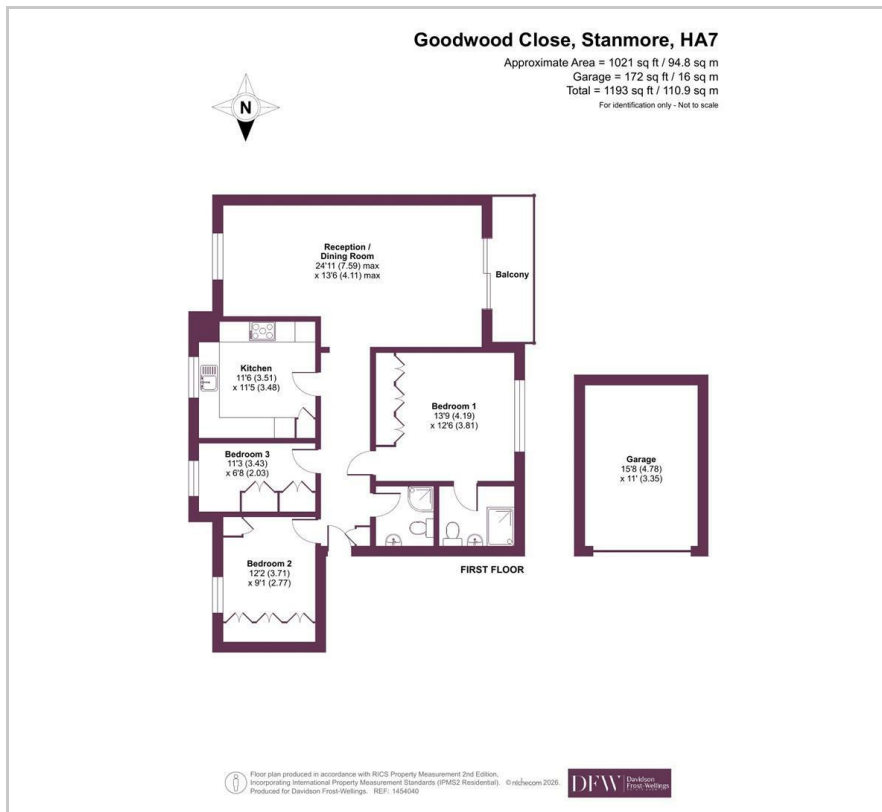 Goodwood Close, Stanmore, HA7
Approximate Area = 1021 sq ft / 94.8 sq m
Garage = 172 sq ft / 16 sq m
Total = 1193 sq ft / 110.9 sq m
For identification only - Not to scale
N
Reception /
Dining Room
24'11 (7.59) max
x 13'6 (4.11) max
Balcony
Kitchen
11'6 (3.51)
x 11'5 (3.48)
Bedroom 1
13'9 (4.19)
x 12'6 (3.81)
Bedroom 3
11'3 (3.43)
x 6'8 (2.03)
Garage
15'8 (4.78)
x 11' (3.35)
Bedroom 2
12'2 (3.71)
x 9'1 (2.77)
FIRST FLOOR
Floor plan produced in accordance with RICS Property Measurement 2nd Edition,
Incorporating International Property Measurement Standards (IPMS2 Residential). © nichecom 2026.
Produced for Davidson Frost-Wellings. REF: 1454040
DFW Davidson
Frost-Wellings